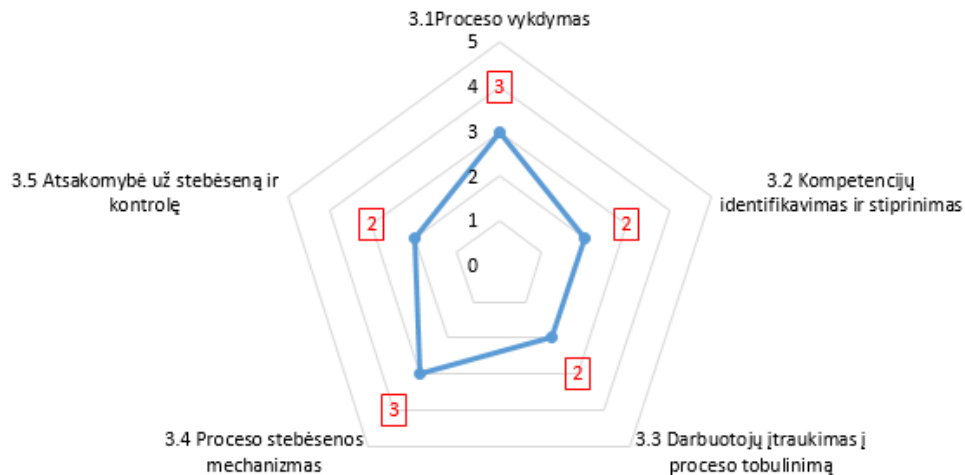 3.1Proceso vykdymas
5
4
3
3
2
1
0
3.5 Atsakomybė už stebėseną ir
kontrolę
2
3.2 Kompetencijų
identifikavimas ir stiprinimas
2
2
3
3.4 Proceso stebėsenos
mechanizmas
3.3 Darbuotojų įtraukimas į
proceso tobulinimą